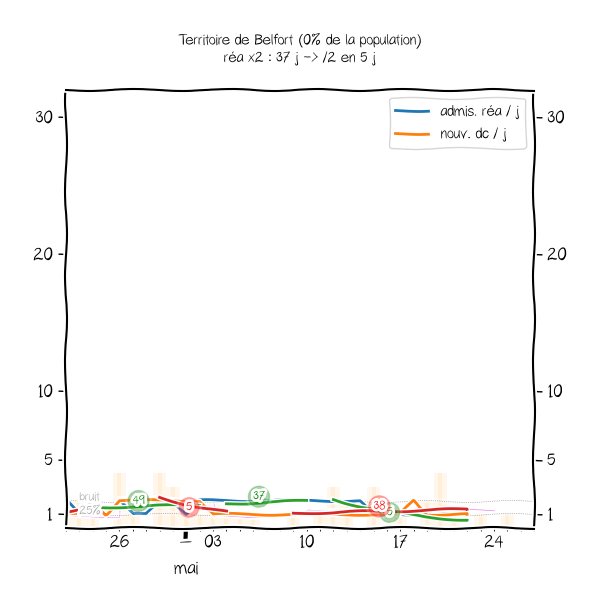 Territoire de Belfort (0% de la population)
réa x2 : 37 j -> /2 en 5 j
admis. réa / j
nouv. dc / j
30 30
20 20
10 10
5 5
1 1
bruit
25%
49
5
37
38
5
26 1 03 10 17 24
mai